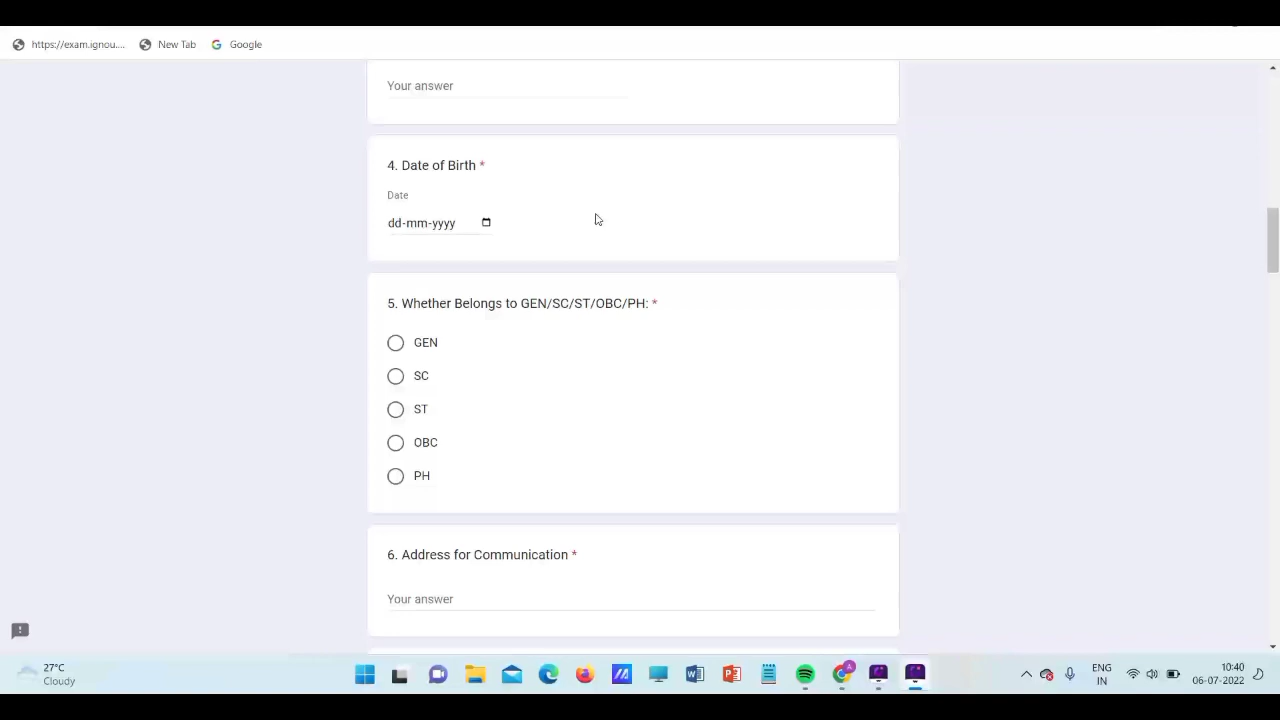 https://exam.ignou.... New Tab Google
Your answer
4. Date of Birth *
Date
dd-mm-yyyy
5. Whether Belongs to GEN/SC/ST/OBC/PH: *
GEN
SC
ST
OBC
PH
6. Address for Communication *
Your answer
27°C
Cloudy
ENG
IN
10:40
06-07-2022